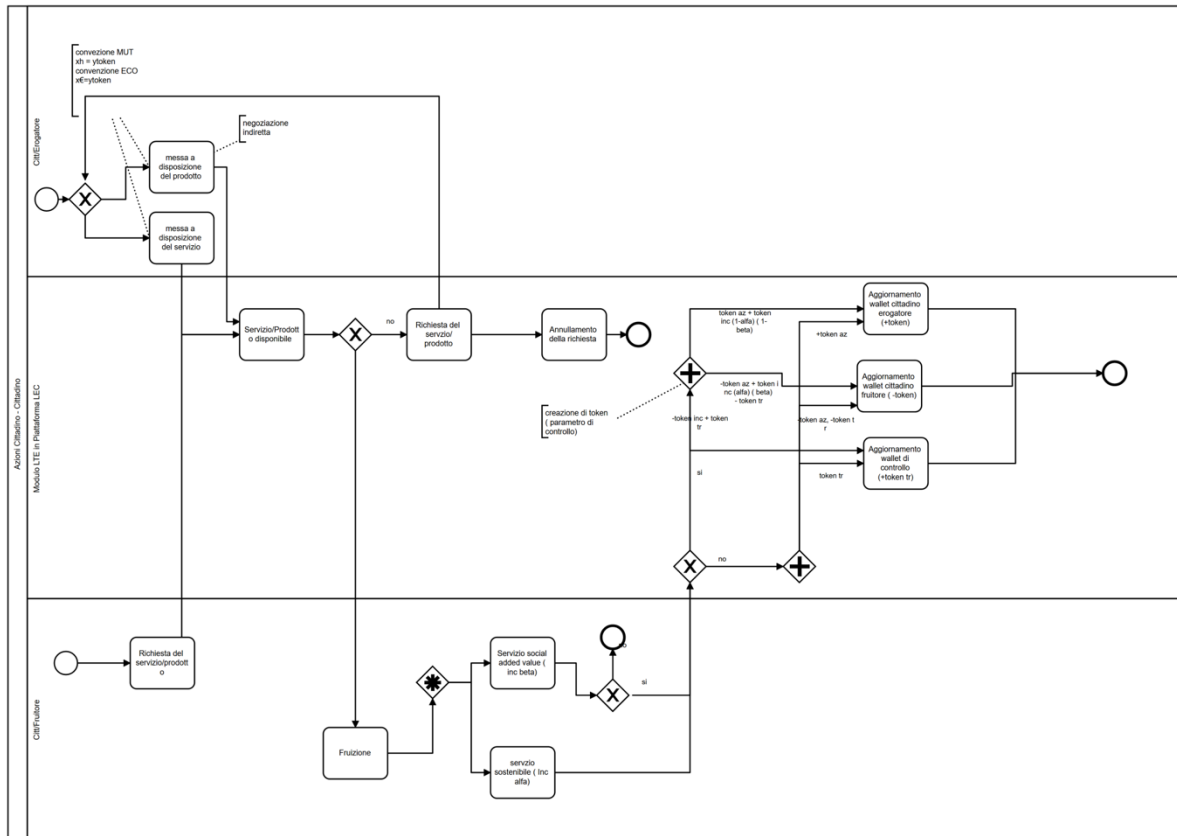 Azioni Cittadino - Cittadino
Citt/Erogatore
convezione MUT
xh = ytoken
convenzione ECO
x€=ytoken
negoziazione
indiretta
messa a
disposizione
del prodotto
messa a
disposizione
del servizio
Modulo LTE in Piattaforma LEC
Servizio/Prodott
o disponibile
no
Richiesta del
servzio/
prodotto
Annullamento
della richiesta
creazione di token
( parametro di
controllo)
token az + token
inc (1-alfa) ( 1-
beta)
-token az + token i
nc (alfa) ( beta)
- token tr
-token inc + token
tr
si
no
+token az
-token az, -token t
r
token tr
Aggiornamento
wallet cittadino
erogatore
(+token)
Aggiornamento
wallet cittadino
fruitore ( -token)
Aggiornamento
wallet di
controllo
(+token tr)
Citt/Fruitore
Richiesta del
servizio/prodott
o
Fruizione
Servizio social
added value (
inc beta)
no
si
servzio
sostenibile ( Inc
alfa)